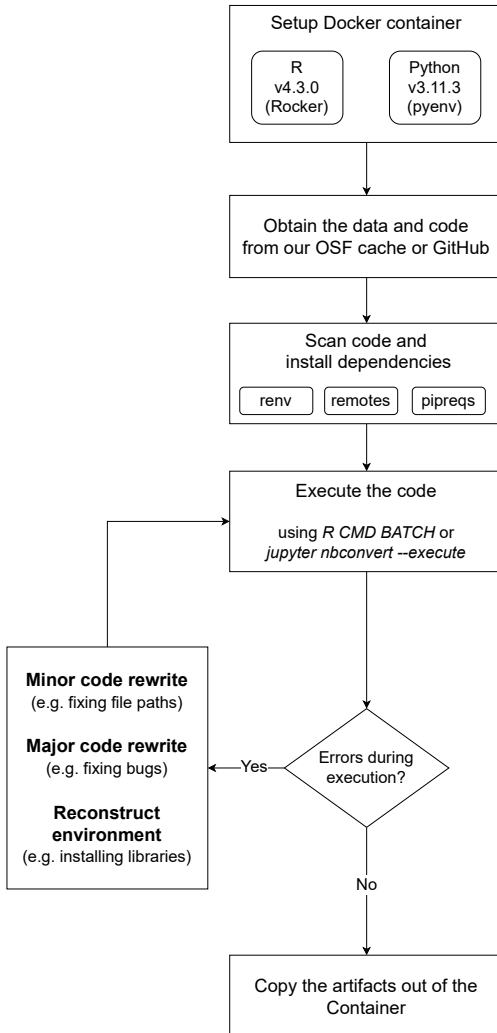 Setup Docker container
R
v4.3.0
(Rocker)
Python
v3.11.3
(pyenv)
Obtain the data and code
from our OSF cache or GitHub
Scan code and
install dependencies
renv
remotes
pipreqs
Execute the code
using R CMD BATCH or
jupyter nbconvert --execute
Minor code rewrite
(e.g. fixing file paths)
Major code rewrite
(e.g. fixing bugs)
Reconstruct
environment
(e.g. installing libraries)
Yes
Errors during
execution?
No
Copy the artifacts out of the
Container